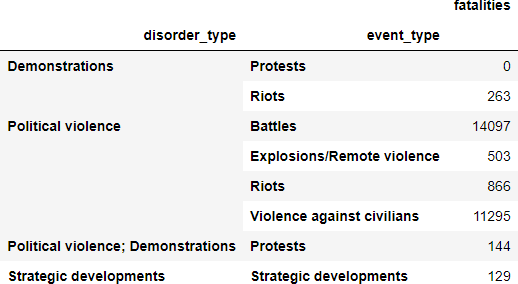 fatalities
disorder_type event_type
Demonstrations Protests 0
Riots 263
Political violence Battles 14097
Explosions/Remote violence 503
Riots 866
Violence against civilians 11295
Political violence; Demonstrations Protests 144
Strategic developments Strategic developments 129